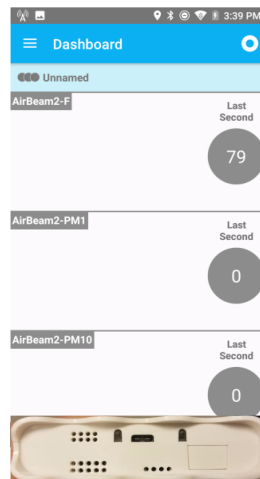 3:39 PM
Dashboard
Unnamed
AirBeam2-F
Last
Second
79
AirBeam2-PM1
Last
Second
0
AirBeam2-PM10
Last
Second
0